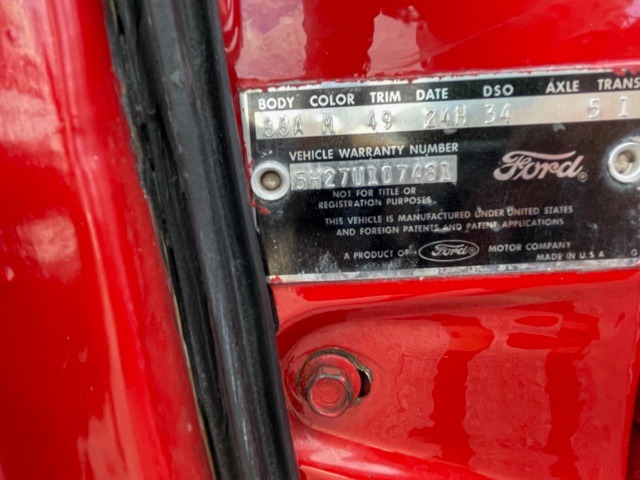 BODY COLOR TRIM DATE DSO AXLE TRANS
66A M 49 24H 34 5 1
VEHICLE WARRANTY NUMBER
5H27U107481 Ford
NOT FOR TITLE OR
REGISTRATION PURPOSES
THIS VEHICLE IS MANUFACTURED UNDER UNITED STATES
AND FOREIGN PATENTS AND PATENT APPLICATIONS
A PRODUCT OF Ford MOTOR COMPANY
MADE IN U.S.A